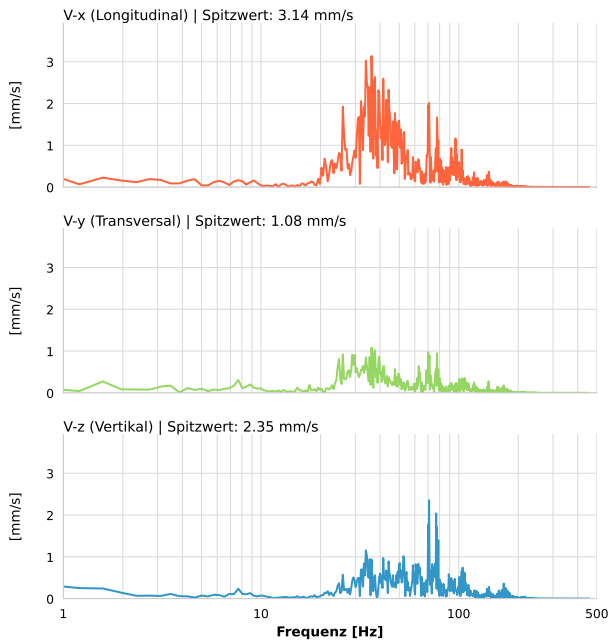 V-x (Longitudinal) | Spitzwert: 3.14 mm/s
[mm/s]
3
2
1
0
V-y (Transversal) | Spitzwert: 1.08 mm/s
[mm/s]
3
2
1
0
V-z (Vertikal) | Spitzwert: 2.35 mm/s
[mm/s]
3
2
1
0
1 10 100 500
Frequenz [Hz]